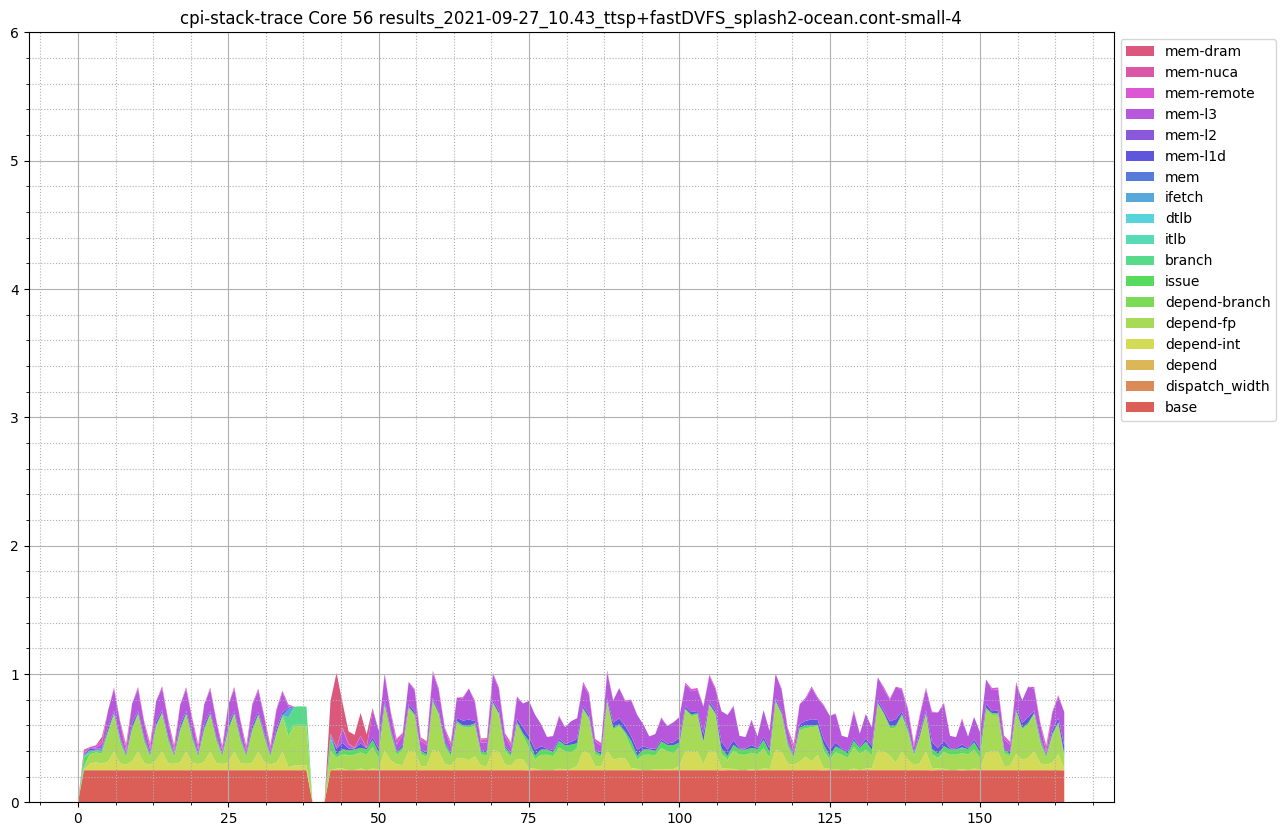 cpi-stack-trace Core 56 results_2021-09-27_10.43_ttsp+fastDVFS_splash2-ocean.cont-small-4
6
5
4
3
2
1
0
0 25 50 75 100 125 150
mem-dram
mem-nuca
mem-remote
mem-l3
mem-l2
mem-l1d
mem
ifetch
dtlb
itlb
branch
issue
depend-branch
depend-fp
depend-int
depend
dispatch_width
base